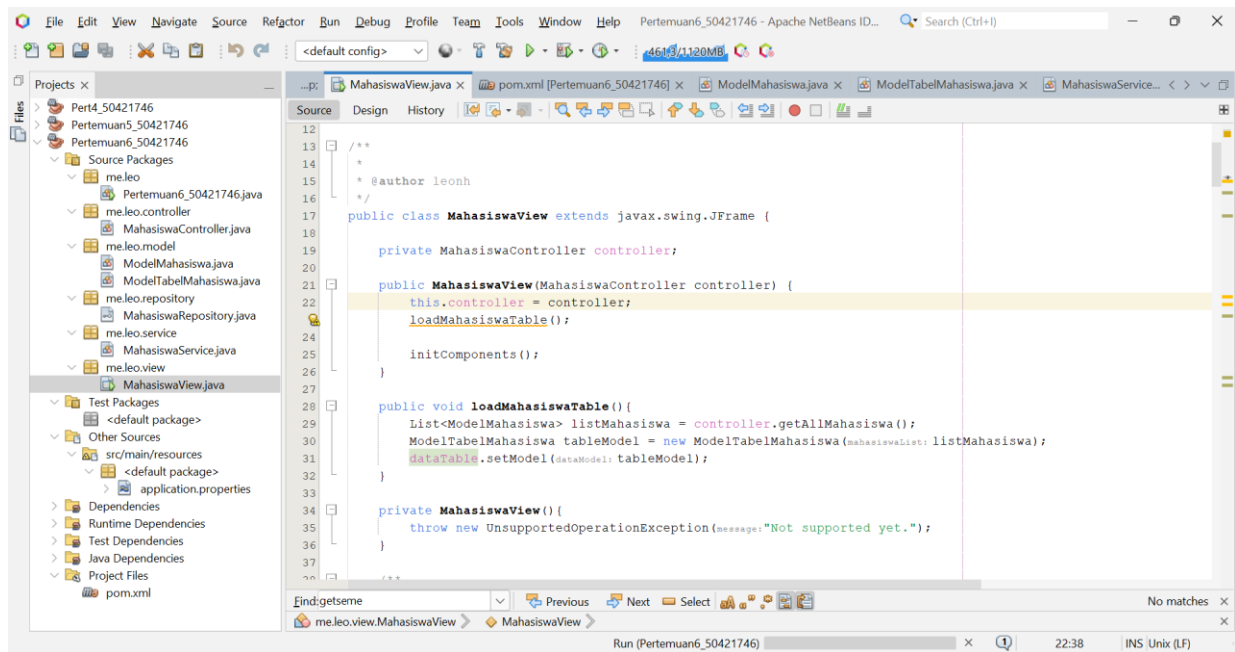 File Edit View Navigate Source Refactor Run Debug Profile Team Tools Window Help Pertemuan6_50421746 - Apache NetBeans ID... Search (Ctrl+I)
<default config> 461,3/1120MB
Projects
...p: MahasiswaView.java pom.xml [Pertemuan6_50421746] ModelMahasiswa.java ModelTabelMahasiswa.java MahasiswaService...
Files
Source Design History
Pert4_50421746
Pertemuan5_50421746
Pertemuan6_50421746
Source Packages
me.leo
Pertemuan6_50421746.java
me.leo.controller
MahasiswaController.java
me.leo.model
ModelMahasiswa.java
ModelTabelMahasiswa.java
me.leo.repository
MahasiswaRepository.java
me.leo.service
MahasiswaService.java
me.leo.view
MahasiswaView.java
Test Packages
<default package>
Other Sources
src/main/resources
<default package>
application.properties
Dependencies
Runtime Dependencies
Test Dependencies
Java Dependencies
Project Files
pom.xml
12
13 /**
14 *
15 * @author leonh
16 */
17 public class MahasiswaView extends javax.swing.JFrame {
18
19 private MahasiswaController controller;
20
21 public MahasiswaView(MahasiswaController controller) {
22 this.controller = controller;
loadMahasiswaTable();
24
25 initComponents();
26 }
27
28 public void loadMahasiswaTable(){
29 List<ModelMahasiswa> listMahasiswa = controller.getAllMahasiswa();
30 ModelTabelMahasiswa tableModel = new ModelTabelMahasiswa(mahasiswaList: listMahasiswa);
31 dataTable.setModel(dataModel: tableModel);
32 }
33
34 private MahasiswaView(){
35 throw new UnsupportedOperationException(message: "Not supported yet.");
36 }
37
38 /**
Find: getseme Previous Next Select No matches
me.leo.view.MahasiswaView MahasiswaView
Run (Pertemuan6_50421746) 1 22:38 INS Unix (LF)